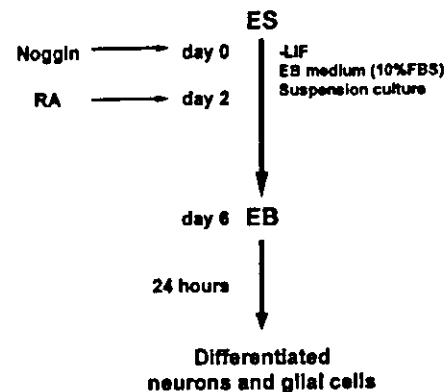 ES
Noggin day 0 -LIF
EB medium (10%FBS)
RA day 2 Suspension culture
day 6 EB
24 hours
Differentiated
neurons and glial cells